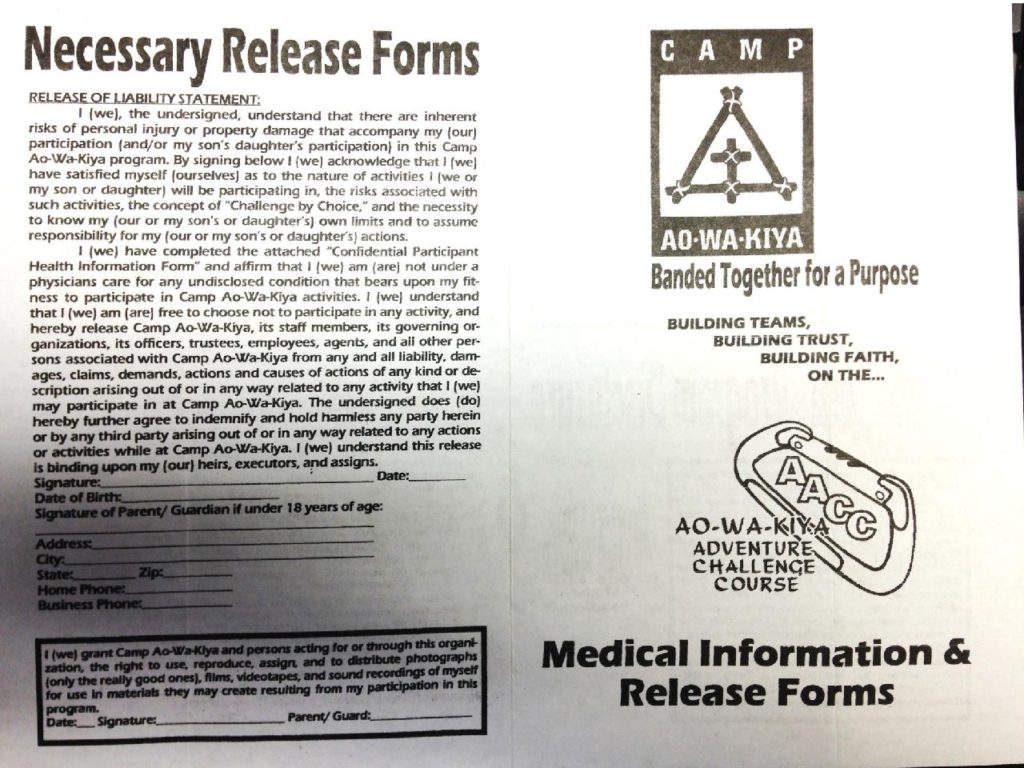 Necessary Release Forms
RELEASE OF LIABILITY STATEMENT:
I (we), the undersigned, understand that there are inherent
risks of personal injury or property damage that accompany my (our)
participation (and/or my son's daughter's participation) in this Camp
Ao-Wa-Kiya program. By signing below I (we) acknowledge that I (we)
have satisfied myself (ourselves) as to the nature of activities I (we or
my son or daughter) will be participating in, the risks associated with
such activities, the concept of "Challenge by Choice," and the necessity
to know my (our or my son's or daughter's) own limits and to assume
responsibility for my (our or my son's or daughter's) actions.
I (we) have completed the attached "Confidential Participant
Health Information Form" and affirm that I (we) am (are) not under a
physicians care for any undisclosed condition that bears upon my fit-
ness to participate in Camp Ao-Wa-Kiya activities. I (we) understand
that I (we) am (are) free to choose not to participate in any activity, and
hereby release Camp Ao-Wa-Kiya, its staff members, its governing or-
ganizations, its officers, trustees, employees, agents, and all other per-
sons associated with Camp Ao-Wa-Kiya from any and all liability, dam-
ages, claims, demands, actions and causes of actions of any kind or de-
scription arising out of or in any way related to any activity that I (we)
may participate in at Camp Ao-Wa-Kiya. The undersigned does (do)
hereby further agree to indemnify and hold harmless any party herein
or by any third party arising out of or in any way related to any actions
or activities while at Camp Ao-Wa-Kiya. I (we) understand this release
is binding upon my (our) heirs, executors, and assigns.
Signature: Date:
Date of Birth:
Signature of Parent/ Guardian if under 18 years of age:
Address:
City:
State: Zip:
Home Phone:
Business Phone:
I (we) grant Camp Ao-Wa-Kiya and persons acting for or through this organi-
zation, the right to use, reproduce, assign, and to distribute photographs
(only the really good ones), films, videotapes, and sound recordings of myself
for use in materials they may create resulting from my participation in this
program.
Date: Signature: Parent/ Guard:
CAMP
AO-WA-KIYA
Banded Together for a Purpose
BUILDING TEAMS,
BUILDING TRUST,
BUILDING FAITH,
ON THE...
AACC
AO-WA-KIYA
ADVENTURE
CHALLENGE
COURSE
Medical Information &
Release Forms